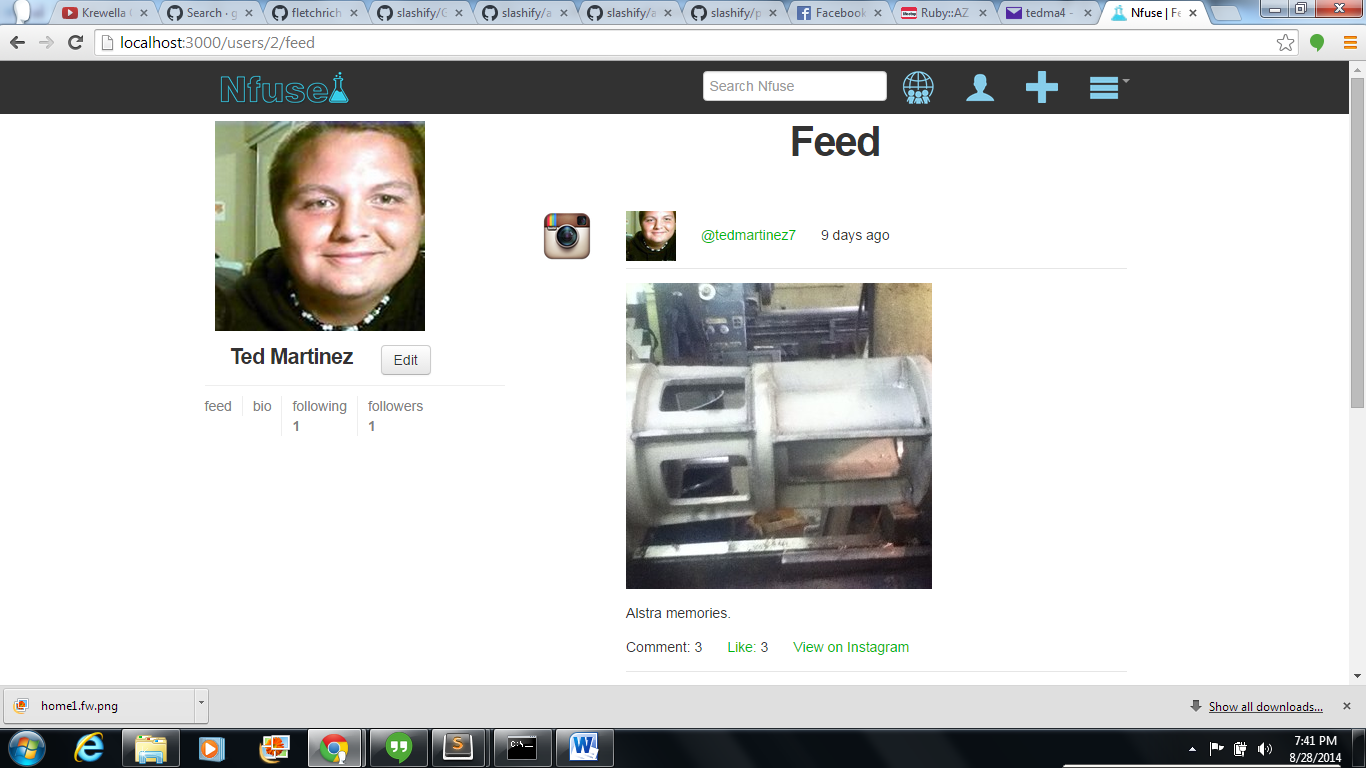 Krewella
Search · g
fletchrich
slashify/
slashify/a
slashify/a
slashify/p
Facebook
Ruby::AZ
tedma4 -
Nfuse | Fe
localhost:3000/users/2/feed
Nfuse
Search Nfuse
Feed
@tedmartinez7 9 days ago
Ted Martinez Edit
feed bio following followers
1 1
Alstra memories.
Comment: 3 Like: 3 View on Instagram
home1.fw.png
Show all downloads...
C:\
7:41 PM
8/28/2014